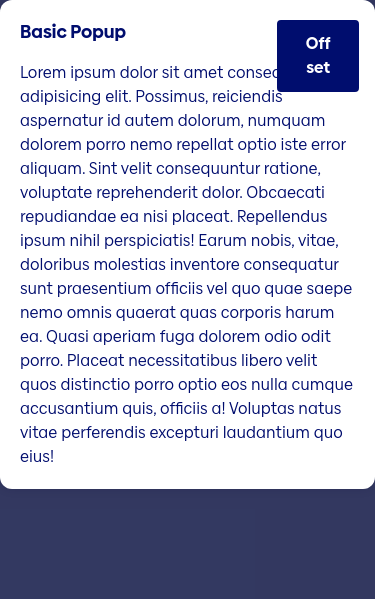 Basic Popup
Off
set
Lorem ipsum dolor sit amet consec
adipisicing elit. Possimus, reiciendis
aspernatur id autem dolorum, numquam
dolorem porro nemo repellat optio iste error
aliquam. Sint velit consequuntur ratione,
voluptate reprehenderit dolor. Obcaecati
repudiandae ea nisi placeat. Repellendus
ipsum nihil perspiciatis! Earum nobis, vitae,
doloribus molestias inventore consequatur
sunt praesentium officiis vel quo quae saepe
nemo omnis quaerat quas corporis harum
ea. Quasi aperiam fuga dolorem odio odit
porro. Placeat necessitatibus libero velit
quos distinctio porro optio eos nulla cumque
accusantium quis, officiis a! Voluptas natus
vitae perferendis excepturi laudantium quo
eius!